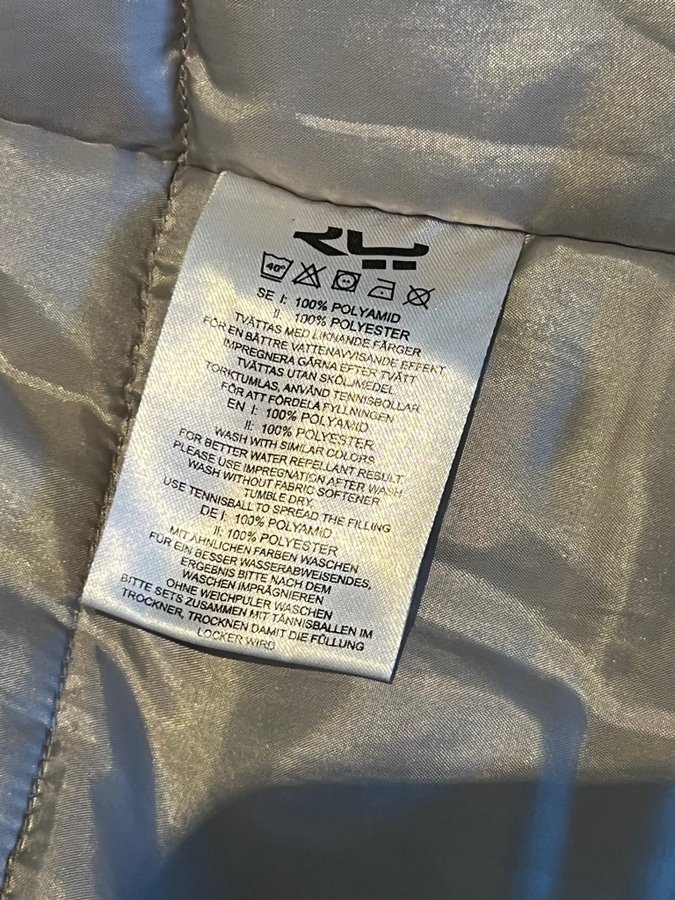 40°
SE I: 100% POLYAMID
II: 100% POLYESTER
TVÄTTAS MED LIKNANDE FÄRGER
FÖR EN BÄTTRE VATTENAVVISANDE EFFEKT
IMPREGNERA GÄRNA EFTER TVÄTT
TVÄTTAS UTAN SKÖLJMEDEL
TORKTUMLAS, ANVÄND TENNISBOLLAR
FÖR ATT FÖRDELA FYLLNINGEN
EN I: 100% POLYAMID
II: 100% POLYESTER
WASH WITH SIMILAR COLORS
FOR BETTER WATER REPELLANT RESULT
PLEASE USE IMPREGNATION AFTER WASH
WASH WITHOUT FABRIC SOFTENER
TUMBLE DRY
USE TENNISBALL TO SPREAD THE FILLING
DE I: 100% POLYAMID
II: 100% POLYESTER
MIT ÄHNLICHEN FARBEN WASCHEN
FÜR EIN BESSER WASSERABWEISENDES,
ERGEBNIS BITTE NACH DEM
WASCHEN IMPRÄGNIEREN
OHNE WEICHPULER WASCHEN
BITTE SETS ZUSAMMEN MIT TÄNNISBALLEN IM
TROCKNER, TROCKNEN DAMIT DIE FÜLLUNG
LOCKER WIRD